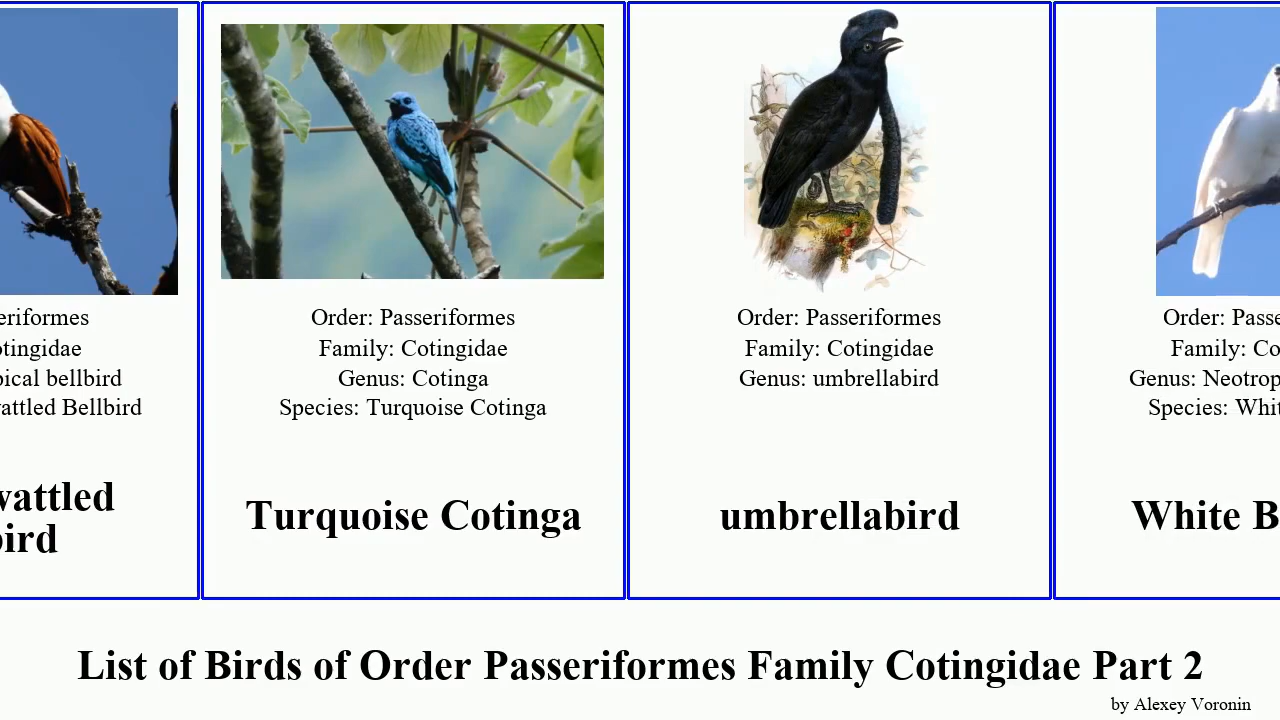 eriformes
otingidae
pical bellbird
attled Bellbird
wattled
bird
Order: Passeriformes
Family: Cotingidae
Genus: Cotinga
Species: Turquoise Cotinga
Turquoise Cotinga
Order: Passeriformes
Family: Cotingidae
Genus: umbrellabird
umbrellabird
Order: Passe
Family: Co
Genus: Neotrop
Species: Whit
White B
List of Birds of Order Passeriformes Family Cotingidae Part 2
by Alexey Voronin